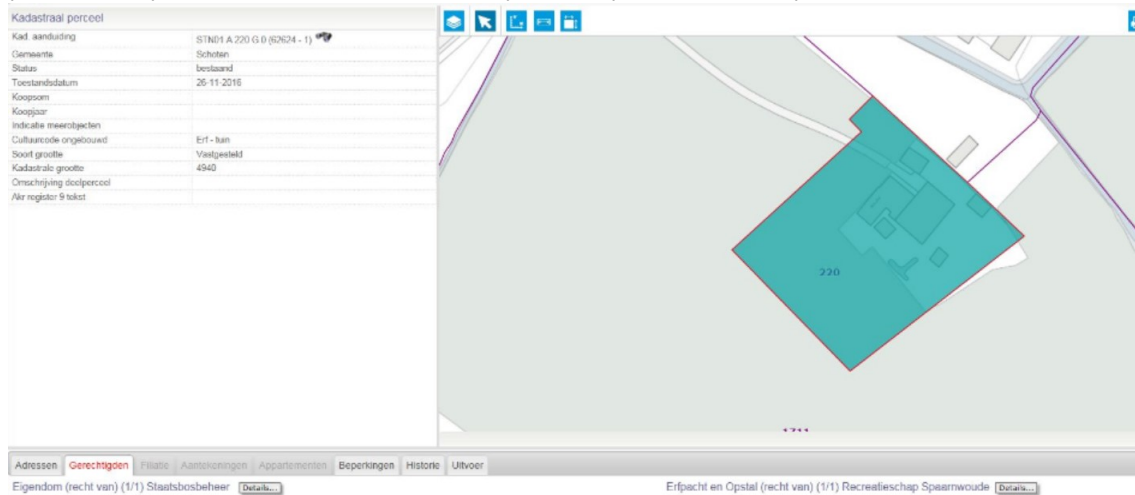 Kadastraal perceel
Kad. aanduiding STN01 A 220 G 0 (62624 - 1)
Gemeente Schoten
Status bestaand
Toestandsdatum 26-11-2016
Koopsom
Koopjaar
Indicatie meerobjecten
Cultuurcode ongebouwd Erf - tuin
Soort grootte Vastgesteld
Kadastrale grootte 4940
Omschrijving deelperceel
Akr register 9 tekst
220
Adressen Gerechtigden Filiatie Aantekeningen Appartementen Beperkingen Historie Uitvoer
Eigendom (recht van) (1/1) Staatsbosbeheer Details... Erfpacht en Opstal (recht van) (1/1) Recreatieschap Spaarnwoude Details...